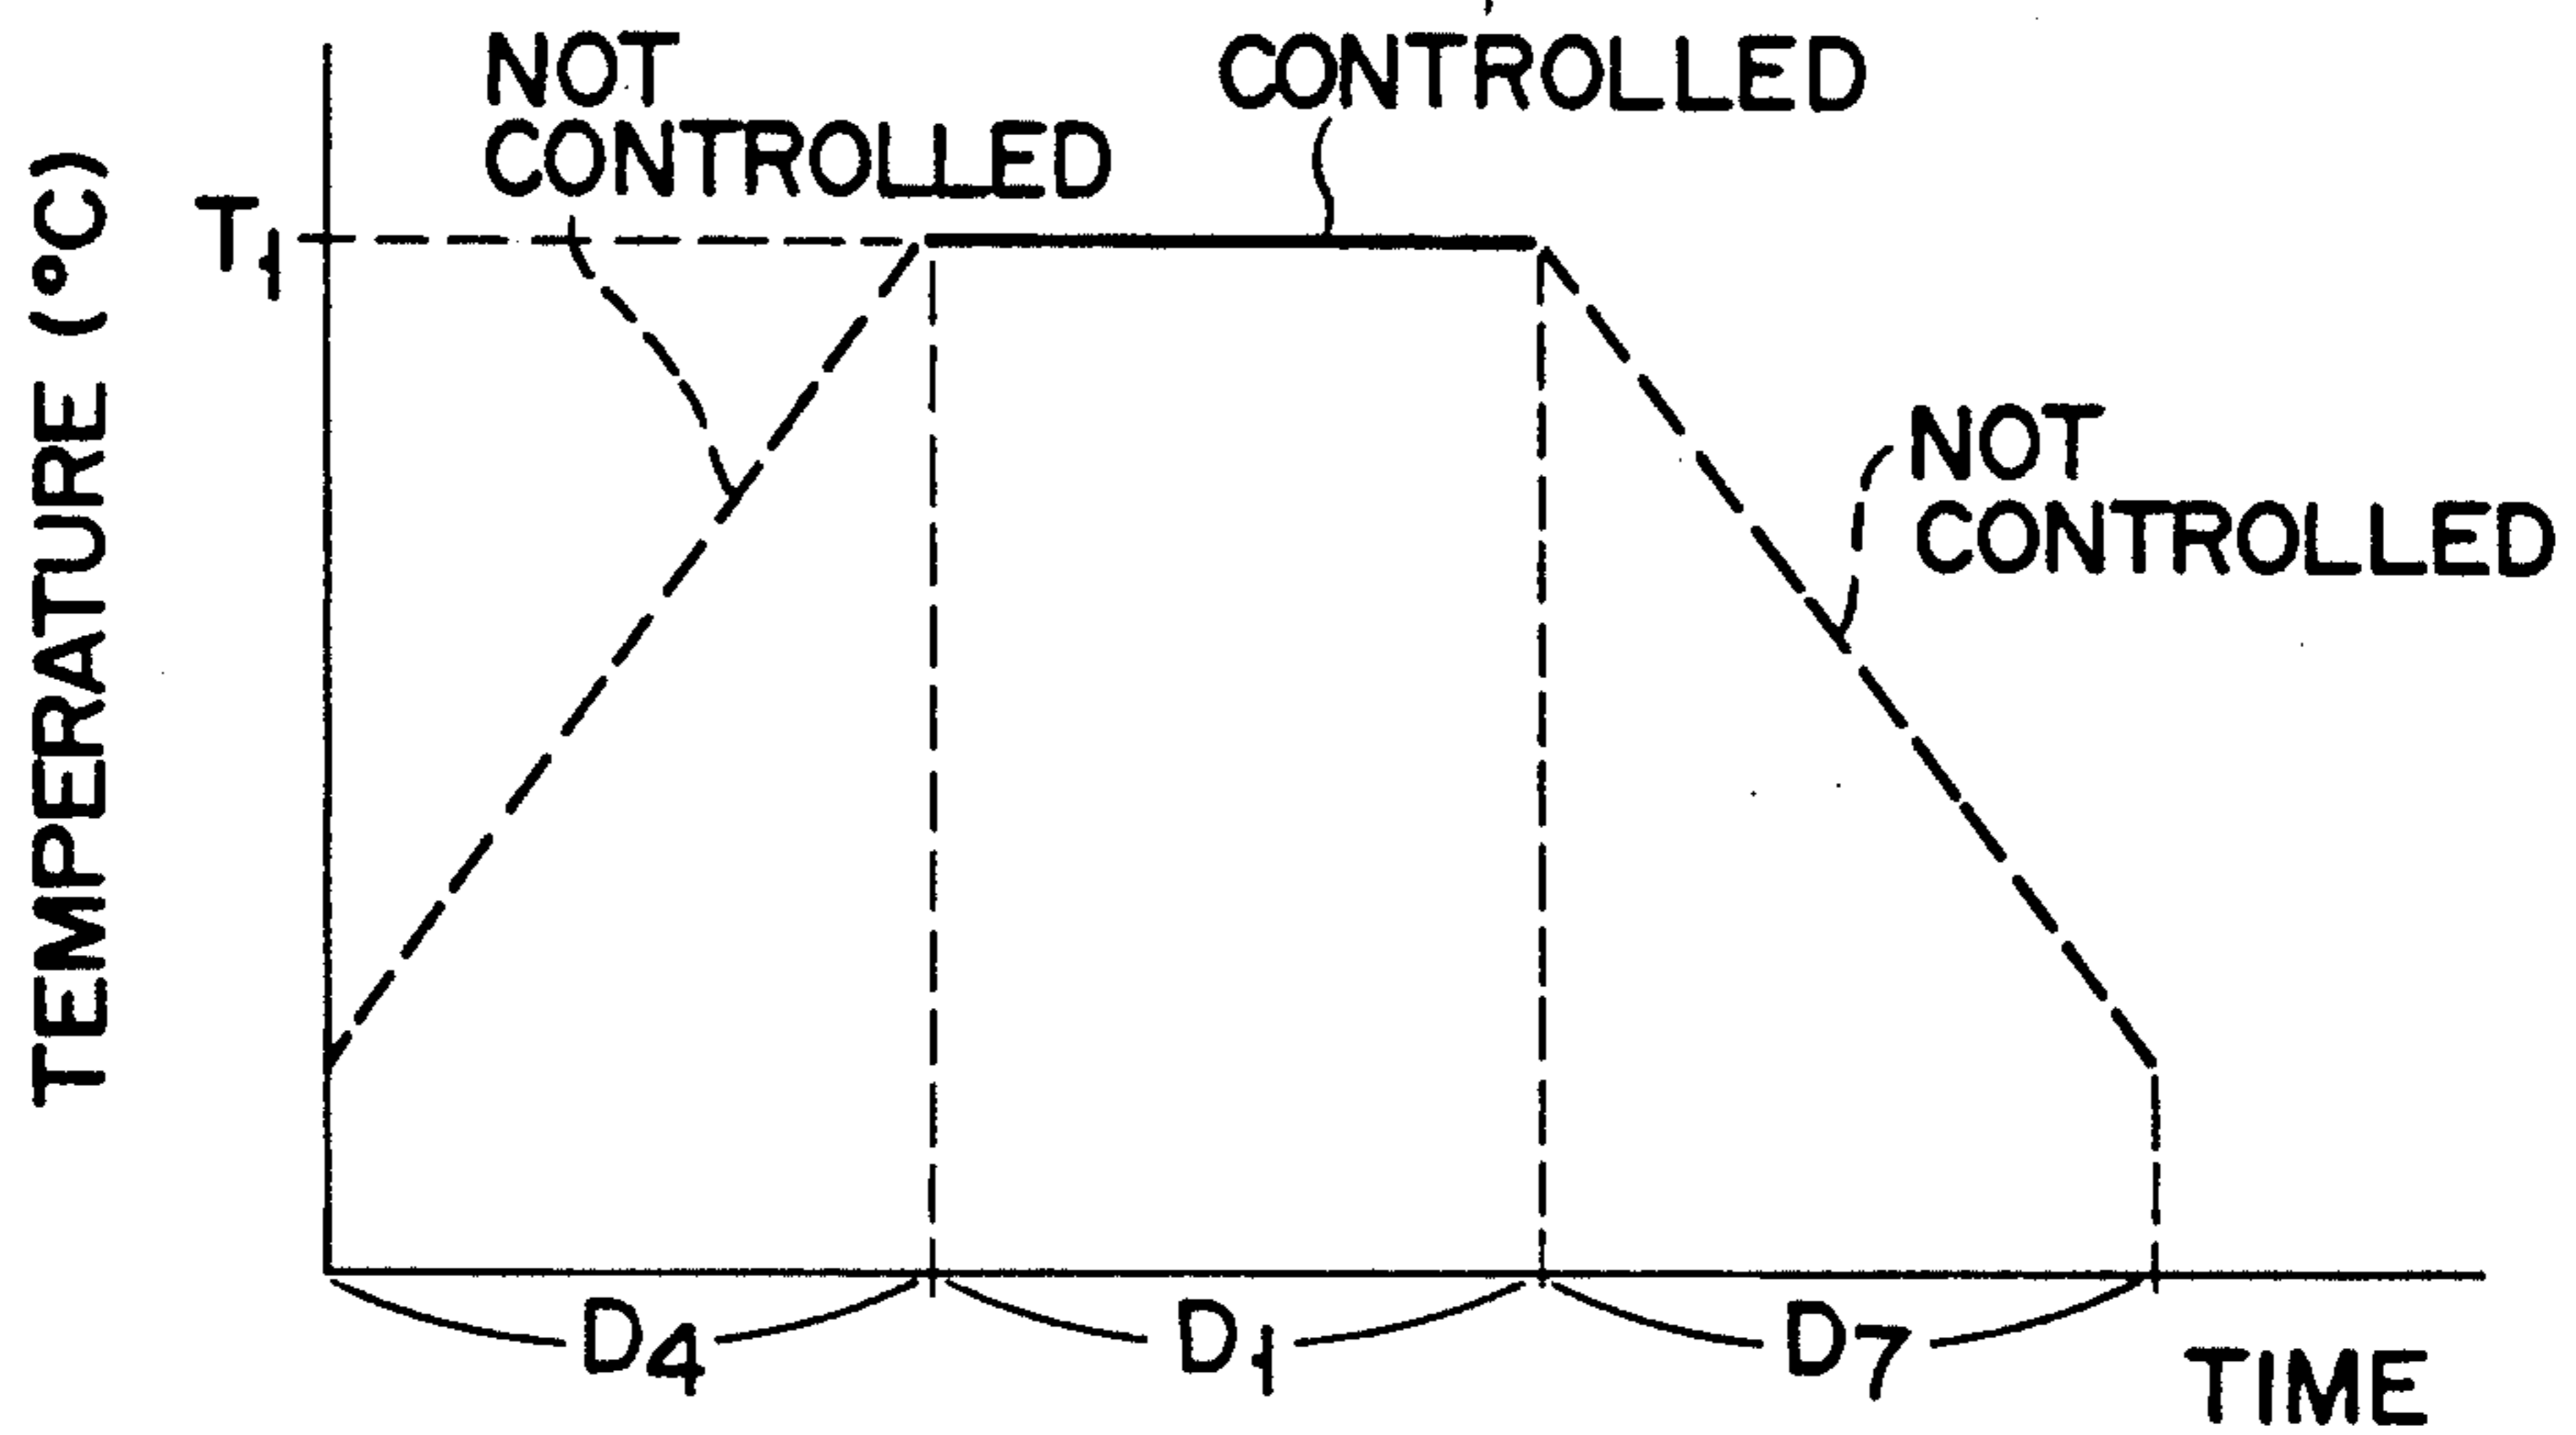 NOT
CONTROLLED
CONTROLLED
T1
NOT
CONTROLLED
TEMPERATURE (°C)
D4
D1
D7
TIME